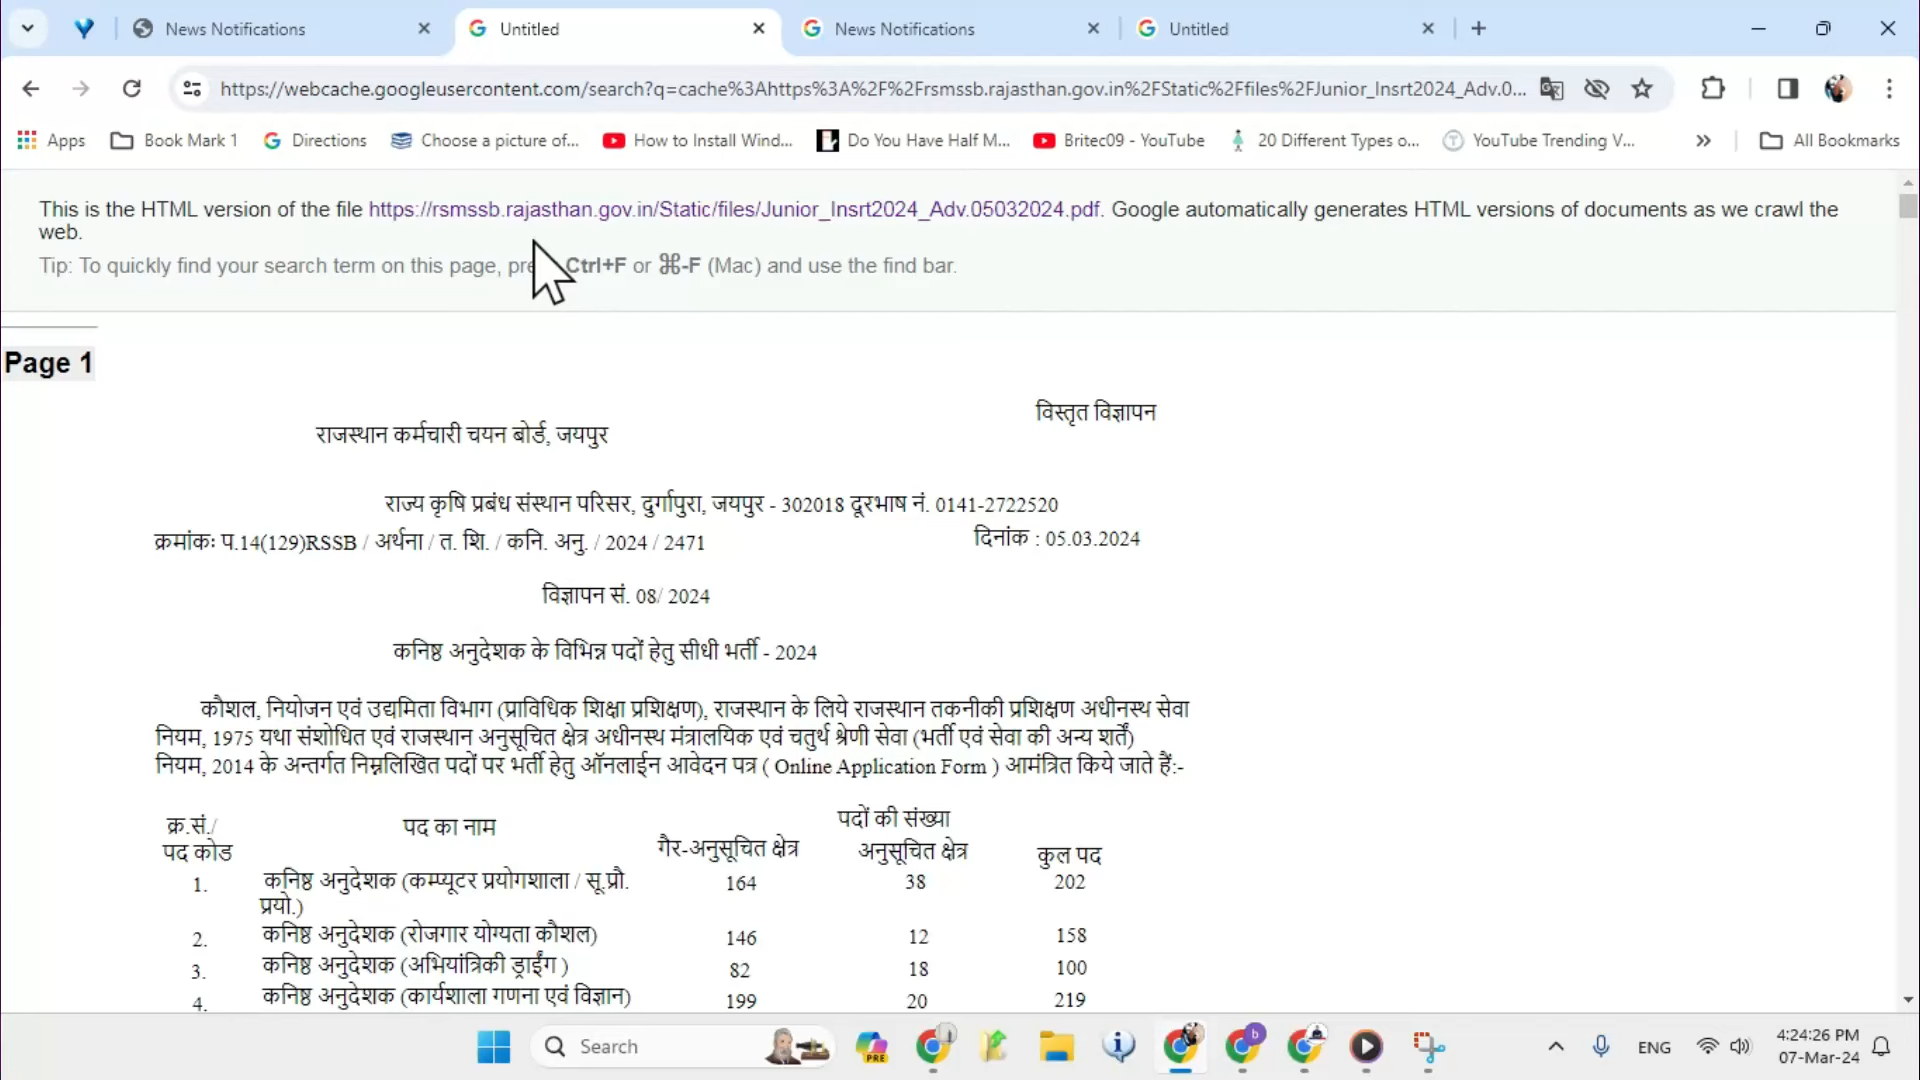 News Notifications
Untitled
News Notifications
Untitled
https://webcache.googleusercontent.com/search?q=cache%3Ahttps%3A%2F%2Frsmssb.rajasthan.gov.in%2FStatic%2Ffiles%2FJunior_Insrt2024_Adv.0...
Apps
Book Mark 1
Directions
Choose a picture of...
How to Install Wind...
Do You Have Half M...
Britec09 - YouTube
20 Different Types o...
YouTube Trending V...
All Bookmarks
This is the HTML version of the file https://rsmssb.rajasthan.gov.in/Static/files/Junior_Insrt2024_Adv.05032024.pdf. Google automatically generates HTML versions of documents as we crawl the
web.
Tip: To quickly find your search term on this page, pre Ctrl+F or ⌘-F (Mac) and use the find bar.
Page 1
विस्तृत विज्ञापन
राजस्थान कर्मचारी चयन बोर्ड, जयपुर
राज्य कृषि प्रबंध संस्थान परिसर, दुर्गापुरा, जयपुर - 302018 दूरभाष नं. 0141-2722520
क्रमांकः प.14(129)RSSB / अर्थना / त. शि. / कनि. अनु. / 2024 / 2471
दिनांक : 05.03.2024
विज्ञापन सं. 08/ 2024
कनिष्ठ अनुदेशक के विभिन्न पदों हेतु सीधी भर्ती - 2024
कौशल, नियोजन एवं उद्यमिता विभाग (प्राविधिक शिक्षा प्रशिक्षण), राजस्थान के लिये राजस्थान तकनीकी प्रशिक्षण अधीनस्थ सेवा
नियम, 1975 यथा संशोधित एवं राजस्थान अनुसूचित क्षेत्र अधीनस्थ मंत्रालयिक एवं चतुर्थ श्रेणी सेवा (भर्ती एवं सेवा की अन्य शर्तें)
नियम, 2014 के अन्तर्गत निम्नलिखित पदों पर भर्ती हेतु ऑनलाईन आवेदन पत्र ( Online Application Form ) आमंत्रित किये जाते हैं:-
क्र.सं./ पद का नाम पदों की संख्या
पद कोड गैर-अनुसूचित क्षेत्र अनुसूचित क्षेत्र कुल पद
1. कनिष्ठ अनुदेशक (कम्प्यूटर प्रयोगशाला / सू.प्रौ. 164 38 202
प्रयो.)
2. कनिष्ठ अनुदेशक (रोजगार योग्यता कौशल) 146 12 158
3. कनिष्ठ अनुदेशक (अभियांत्रिकी ड्राईंग ) 82 18 100
4. कनिष्ठ अनुदेशक (कार्यशाला गणना एवं विज्ञान) 199 20 219
Search
PRE
b
ENG
4:24:26 PM
07-Mar-24